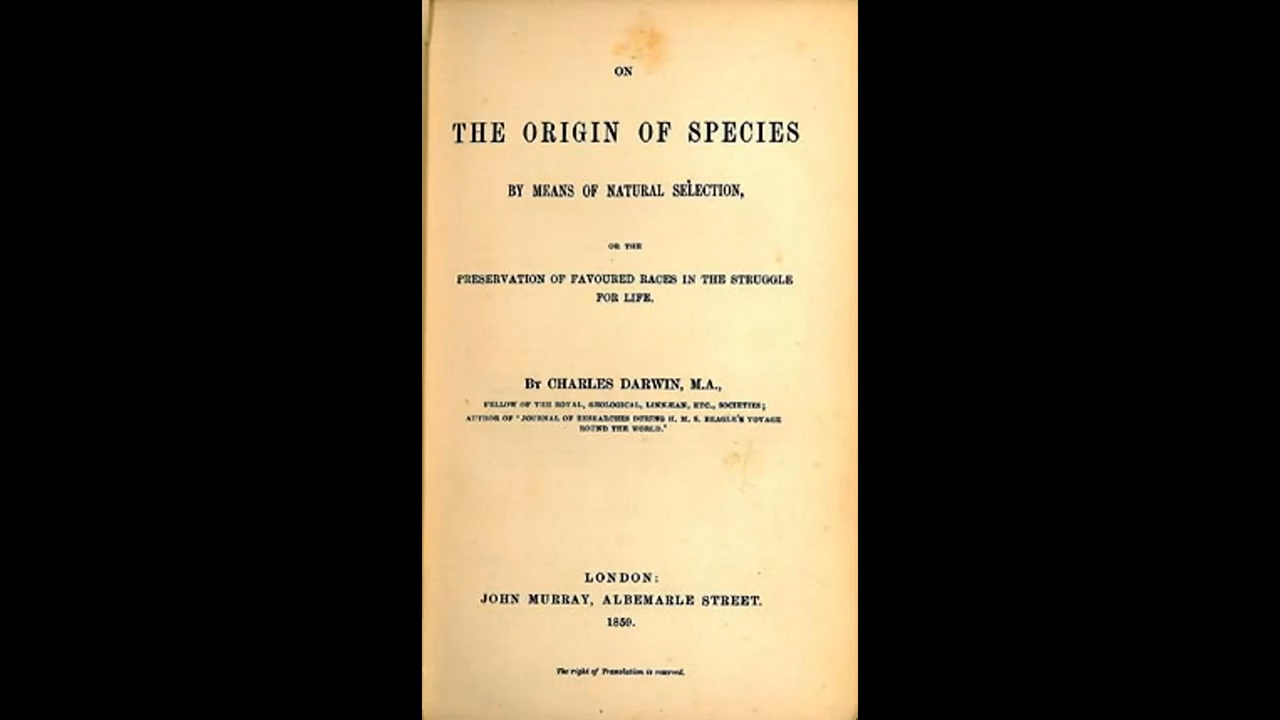 ON
THE ORIGIN OF SPECIES
BY MEANS OF NATURAL SELECTION,
OR THE
PRESERVATION OF FAVOURED RACES IN THE STRUGGLE
FOR LIFE.
BY CHARLES DARWIN, M.A.,
FELLOW OF THE ROYAL, GEOLOGICAL, LINNÆAN, ETC., SOCIETIES;
AUTHOR OF 'JOURNAL OF RESEARCHES DURING H. M. S. BEAGLE'S VOYAGE
ROUND THE WORLD.'
LONDON:
JOHN MURRAY, ALBEMARLE STREET.
1859.
The right of Translation is reserved.